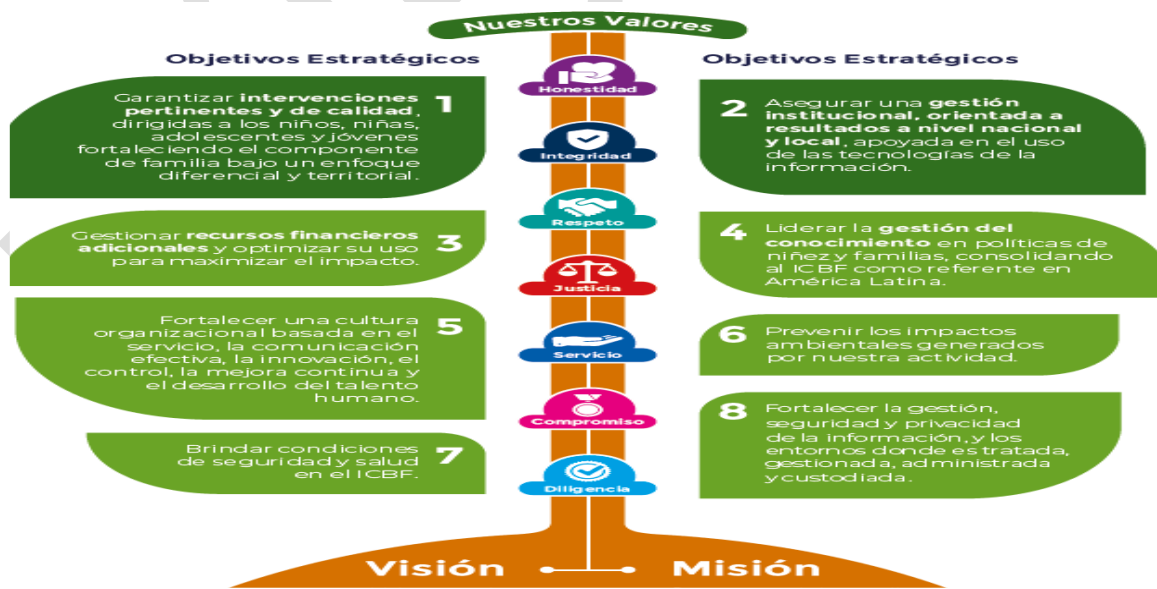 Nuestros Valores
Objetivos Estratégicos
1
Garantizar intervenciones
pertinentes y de calidad,
dirigidas a los niños, niñas,
adolescentes y jóvenes
fortaleciendo el componente
de familia bajo un enfoque
diferencial y territorial.
3
Gestionar recursos financieros
adicionales y optimizar su uso
para maximizar el impacto.
5
Fortalecer una cultura
organizacional basada en el
servicio, la comunicación
efectiva, la innovación, el
control, la mejora continua y
el desarrollo del talento
humano.
7
Brindar condiciones
de seguridad y salud
en el ICBF.
Honestidad
Integridad
Respeto
Justicia
Servicio
Compromiso
Diligencia
Objetivos Estratégicos
2
Asegurar una gestión
institucional, orientada a
resultados a nivel nacional
y local, apoyada en el uso
de las tecnologías de la
información.
4
Liderar la gestión del
conocimiento en políticas de
niñez y familias, consolidando
al ICBF como referente en
América Latina.
6
Prevenir los impactos
ambientales generados
por nuestra actividad.
8
Fortalecer la gestión,
seguridad y privacidad
de la información, y los
entornos donde es tratada,
gestionada, administrada
y custodiada.
Visión
Misión